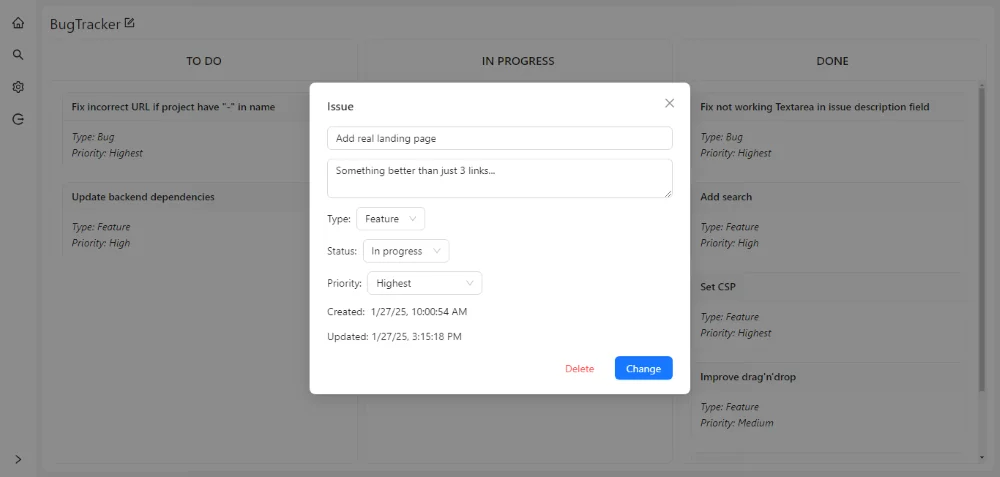 BugTracker
TO DO
IN PROGRESS
DONE
Fix incorrect URL if project have "-" in name
Type: Bug
Priority: Highest
Update backend dependencies
Type: Feature
Priority: High
Issue
Add real landing page
Something better than just 3 links...
Type: Feature
Status: In progress
Priority: Highest
Created: 1/27/25, 10:00:54 AM
Updated: 1/27/25, 3:15:18 PM
Delete
Change
Fix not working Textarea in issue description field
Type: Bug
Priority: Highest
Add search
Type: Feature
Priority: High
Set CSP
Type: Feature
Priority: Highest
Improve drag'n'drop
Type: Feature
Priority: Medium